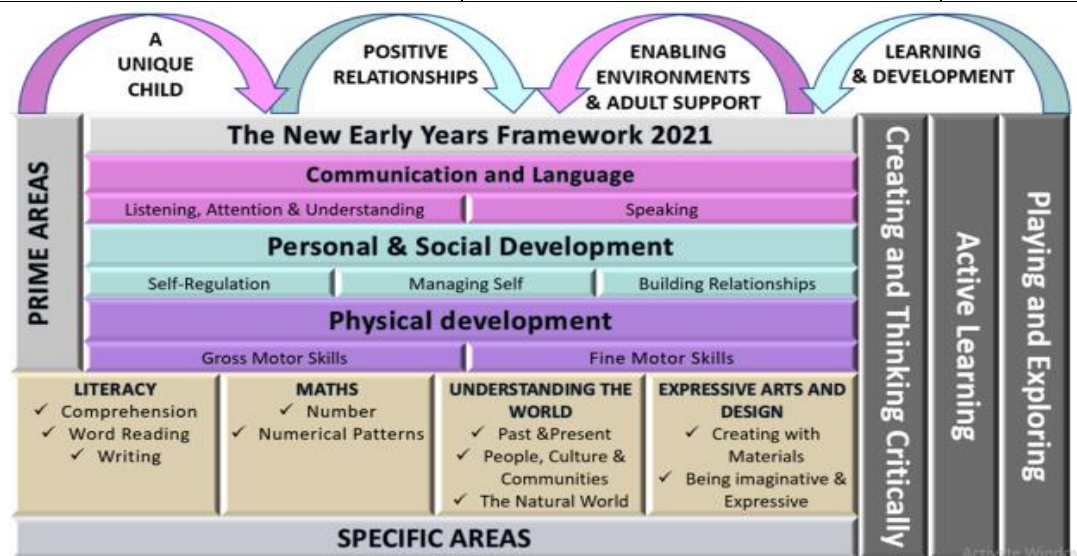 A
UNIQUE
CHILD
POSITIVE
RELATIONSHIPS
ENABLING
ENVIRONMENTS
& ADULT SUPPORT
LEARNING
& DEVELOPMENT
PRIME AREAS
The New Early Years Framework 2021
Communication and Language
Listening, Attention & Understanding
Speaking
Personal & Social Development
Self-Regulation
Managing Self
Building Relationships
Physical development
Gross Motor Skills
Fine Motor Skills
LITERACY
✓ Comprehension
✓ Word Reading
✓ Writing
MATHS
✓ Number
✓ Numerical Patterns
UNDERSTANDING THE
WORLD
✓ Past &Present
✓ People, Culture &
Communities
✓ The Natural World
EXPRESSIVE ARTS AND
DESIGN
✓ Creating with
Materials
✓ Being imaginative &
Expressive
SPECIFIC AREAS
Creating and Thinking Critically
Active Learning
Playing and Exploring